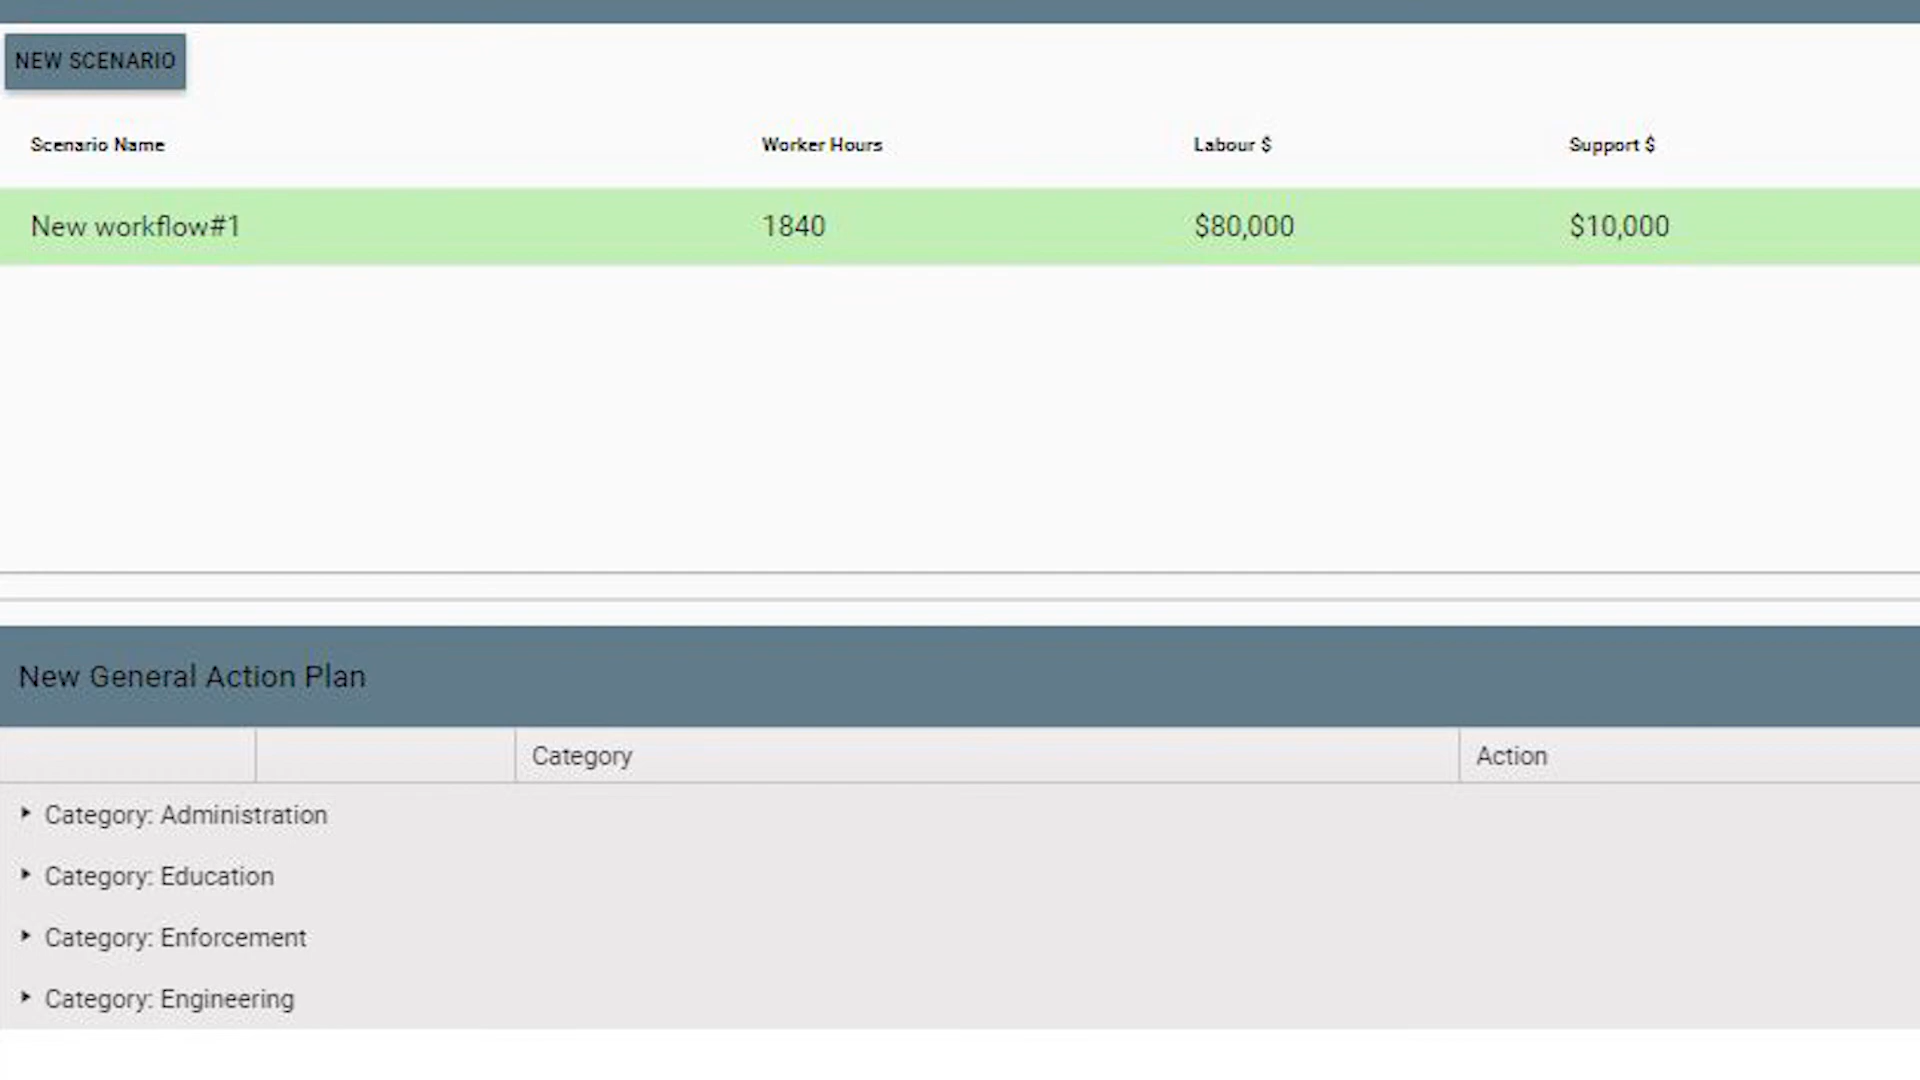 NEW SCENARIO
Scenario Name Worker Hours Labour $ Support $
New workflow#1 1840 $80,000 $10,000
New General Action Plan
Category Action
Category: Administration
Category: Education
Category: Enforcement
Category: Engineering